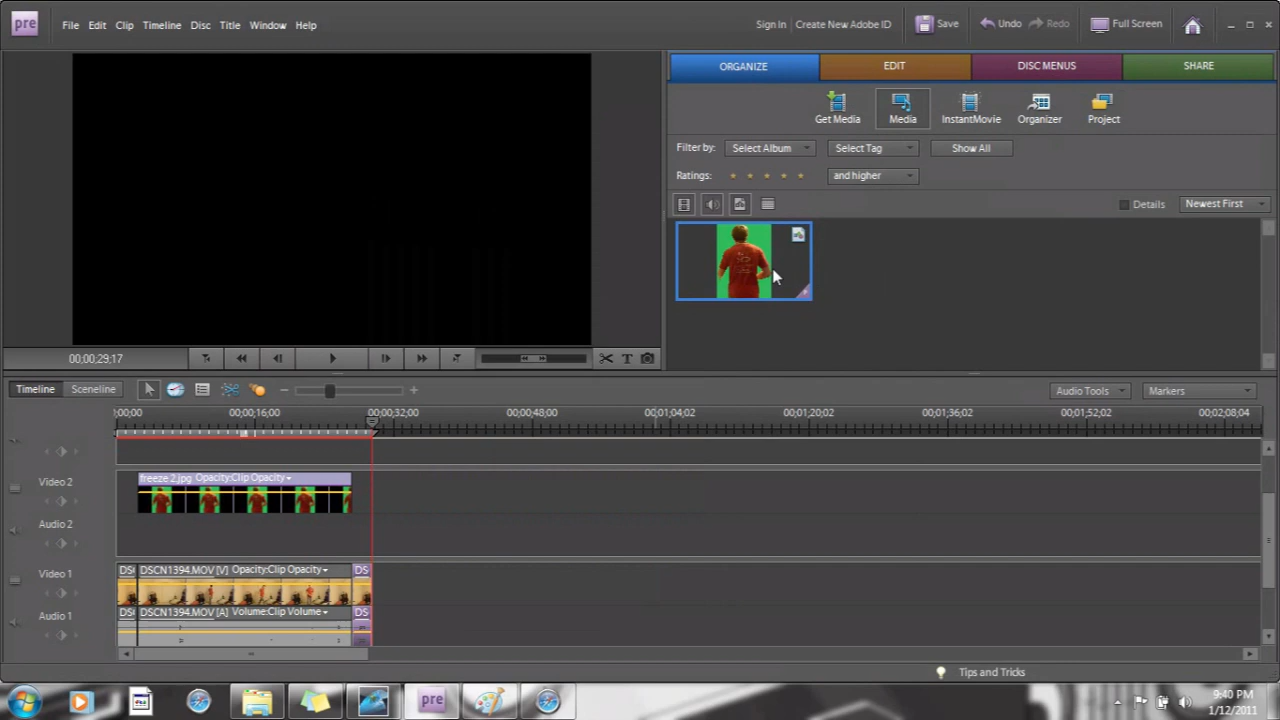 pre File Edit Clip Timeline Disc Title Window Help Sign In Create New Adobe ID Save Undo Redo Full Screen
ORGANIZE EDIT DISC MENUS SHARE
Get Media Media InstantMovie Organizer Project
Filter by: Select Album Select Tag Show All
Ratings: and higher
Details Newest First
00;00;29;17
T
Timeline Sceneline Audio Tools Markers
;00;00 00;00;16;00 00;00;32;00 00;00;48;00 00;01;04;02 00;01;20;02 00;01;36;02 00;01;52;02 00;02;08;04
Video 2 freeze 2.jpg Opacity:Clip Opacity
Audio 2
Video 1 DS DSCN1394.MOV [V] Opacity:Clip Opacity DS
Audio 1 DS DSCN1394.MOV [A] Volume:Clip Volume
Tips and Tricks
pre
9:40 PM
1/12/2011